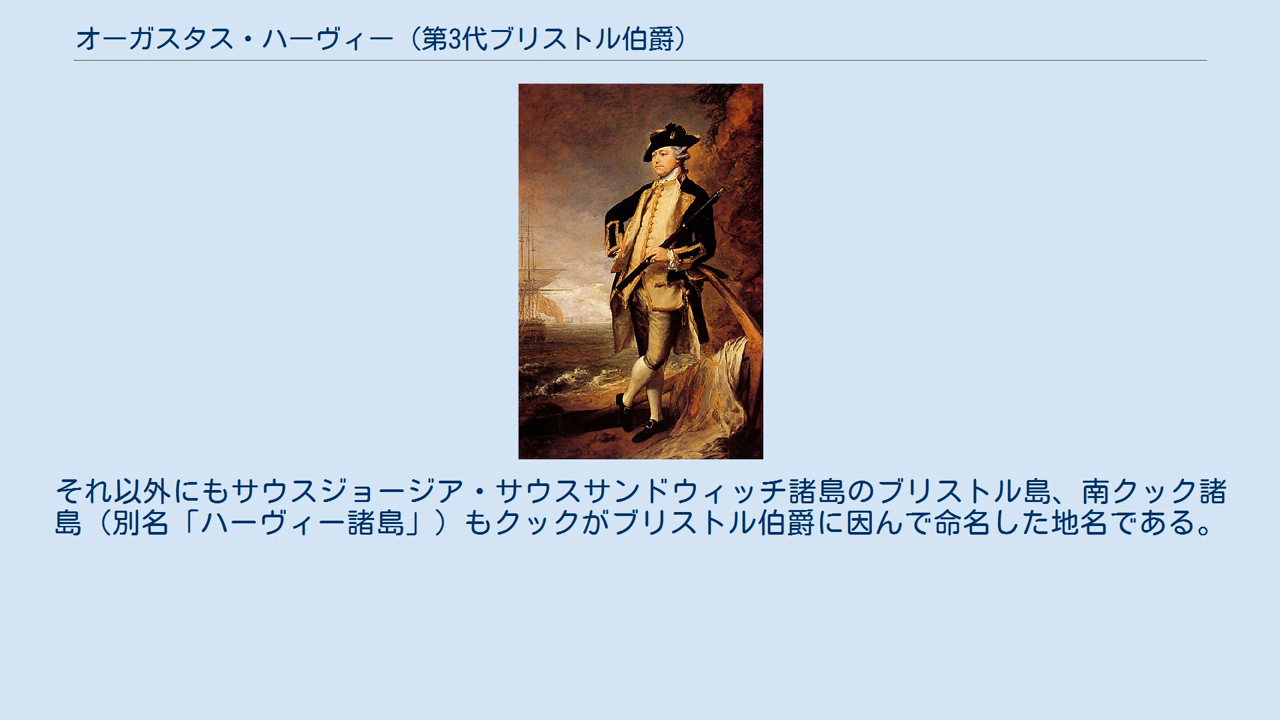 オーガスタス・ハーヴィー（第3代ブリストル伯爵）
それ以外にもサウスジョージア・サウスサンドウィッチ諸島のブリストル島、南クック諸
島（別名「ハーヴィー諸島」）もクックがブリストル伯爵に因んで命名した地名である。